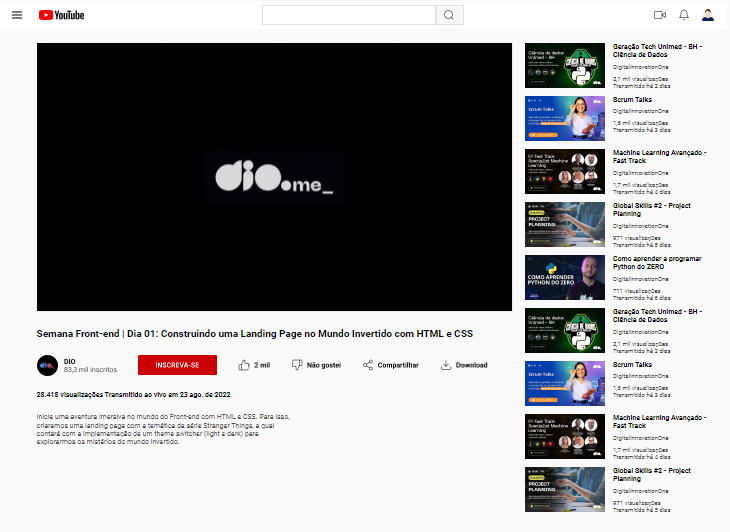 YouTube
dio.me_
Semana Front-end | Dia 01: Construindo uma Landing Page no Mundo Invertido com HTML e CSS
DIO
83,3 mil inscritos
INSCREVA-SE
2 mil
Não gostei
Compartilhar
Download
28.418 visualizações Transmitido ao vivo em 23 ago. de 2022
Inicie uma aventura imersiva no mundo do Front-end com HTML e CSS. Para isso,
criaremos uma landing page com a temática da série Stranger Things, a qual
contará com a implementação de um theme switcher (light e dark) para
explorarmos os mistérios do mundo invertido.
Ciência de dados
Unimed - BH
Geração Tech Unimed - BH -
Ciência de Dados
DigitalInnovationOne
2,1 mil visualizações
Transmitido há 2 dias
Scrum Talks
Scrum Talks
DigitalInnovationOne
1,6 mil visualizações
Transmitido há 3 dias
EY Fast Track
Specialist Machine
Learning
Machine Learning Avançado -
Fast Track
DigitalInnovationOne
1,7 mil visualizações
Transmitido há 4 dias
PROJECT
PLANNING
Global Skills #2 - Project
Planning
DigitalInnovationOne
971 visualizações
Transmitido há 5 dias
COMO APRENDER
PYTHON DO ZERO
Como aprender a programar
Python do ZERO
DigitalInnovationOne
711 visualizações
Transmitido há 6 dias
Ciência de dados
Unimed - BH
Geração Tech Unimed - BH -
Ciência de Dados
DigitalInnovationOne
2,1 mil visualizações
Transmitido há 2 dias
Scrum Talks
Scrum Talks
DigitalInnovationOne
1,6 mil visualizações
Transmitido há 3 dias
EY Fast Track
Specialist Machine
Learning
Machine Learning Avançado -
Fast Track
DigitalInnovationOne
1,7 mil visualizações
Transmitido há 4 dias
PROJECT
PLANNING
Global Skills #2 - Project
Planning
DigitalInnovationOne
971 visualizações
Transmitido há 5 dias